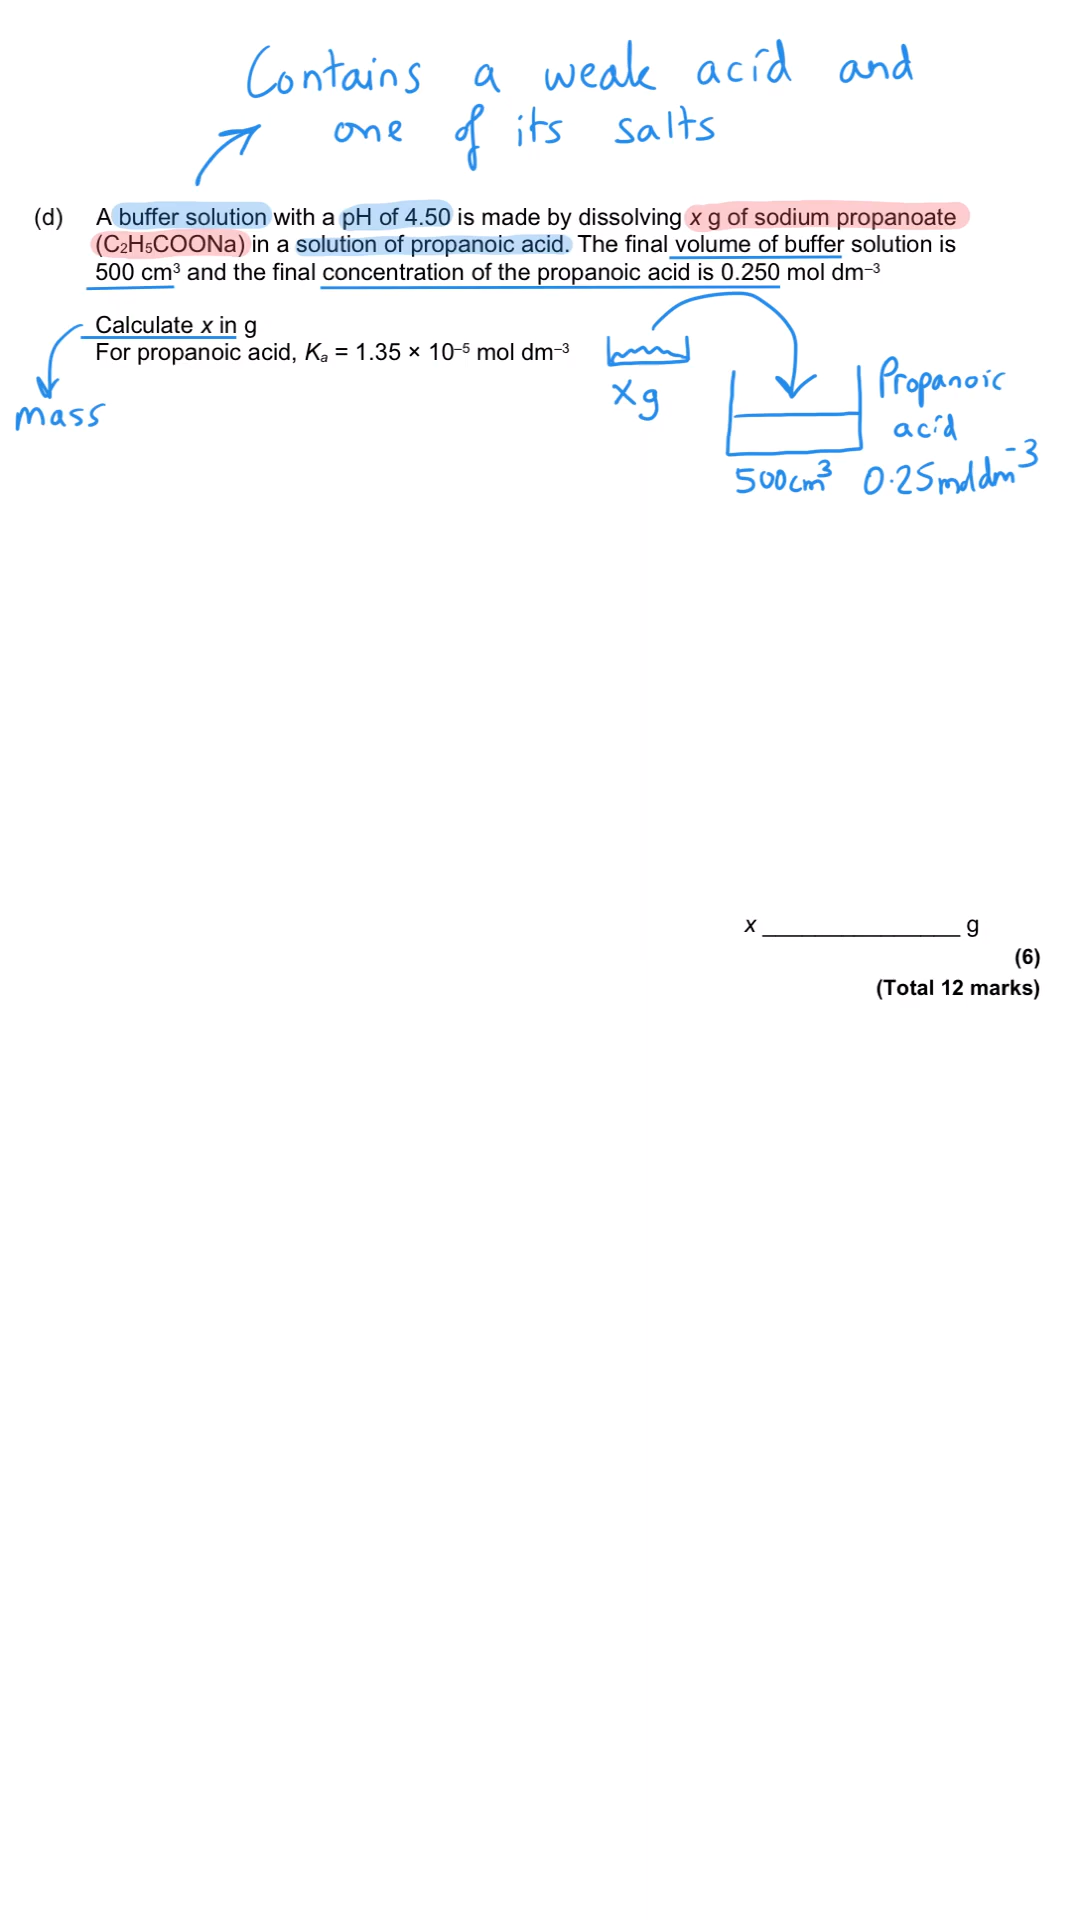 Contains a weak acid and
one of its salts
(d) A buffer solution with a pH of 4.50 is made by dissolving x g of sodium propanoate
(C₂H₅COONa) in a solution of propanoic acid. The final volume of buffer solution is
500 cm³ and the final concentration of the propanoic acid is 0.250 mol dm⁻³
Calculate x in g
For propanoic acid, Kₐ = 1.35 × 10⁻⁵ mol dm⁻³
mass
xg
Propanoic
acid
500cm³ 0.25moldm⁻³
x ________________ g
(6)
(Total 12 marks)